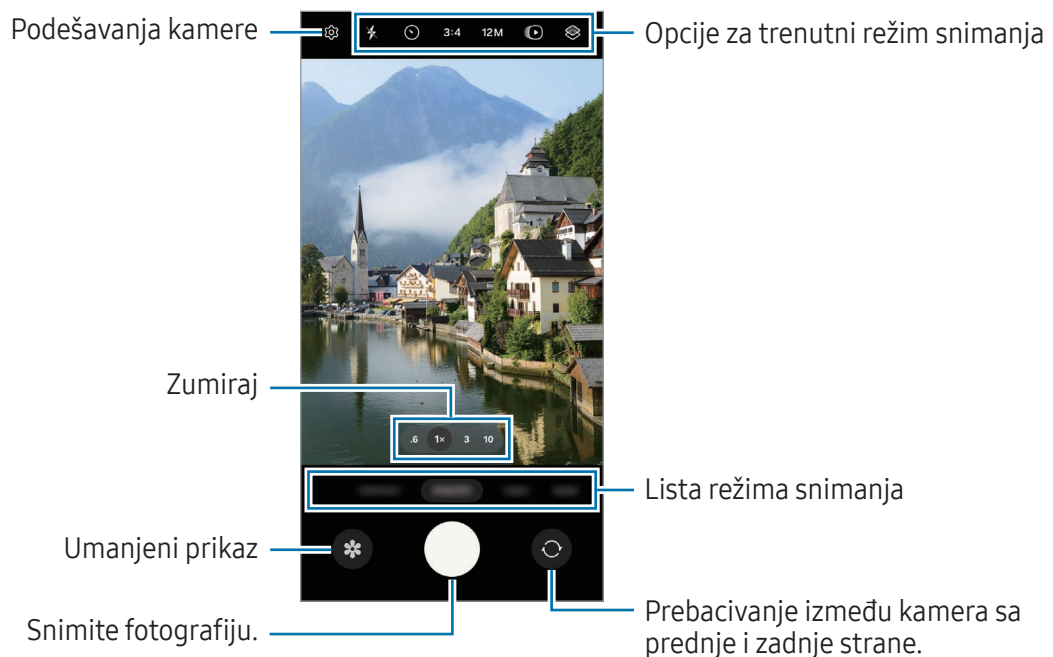 Podešavanja kamere
3:4 12M
Opcije za trenutni režim snimanja
Zumiraj
.6 1× 3 10
Lista režima snimanja
Umanjeni prikaz
Snimite fotografiju.
Prebacivanje između kamera sa
prednje i zadnje strane.